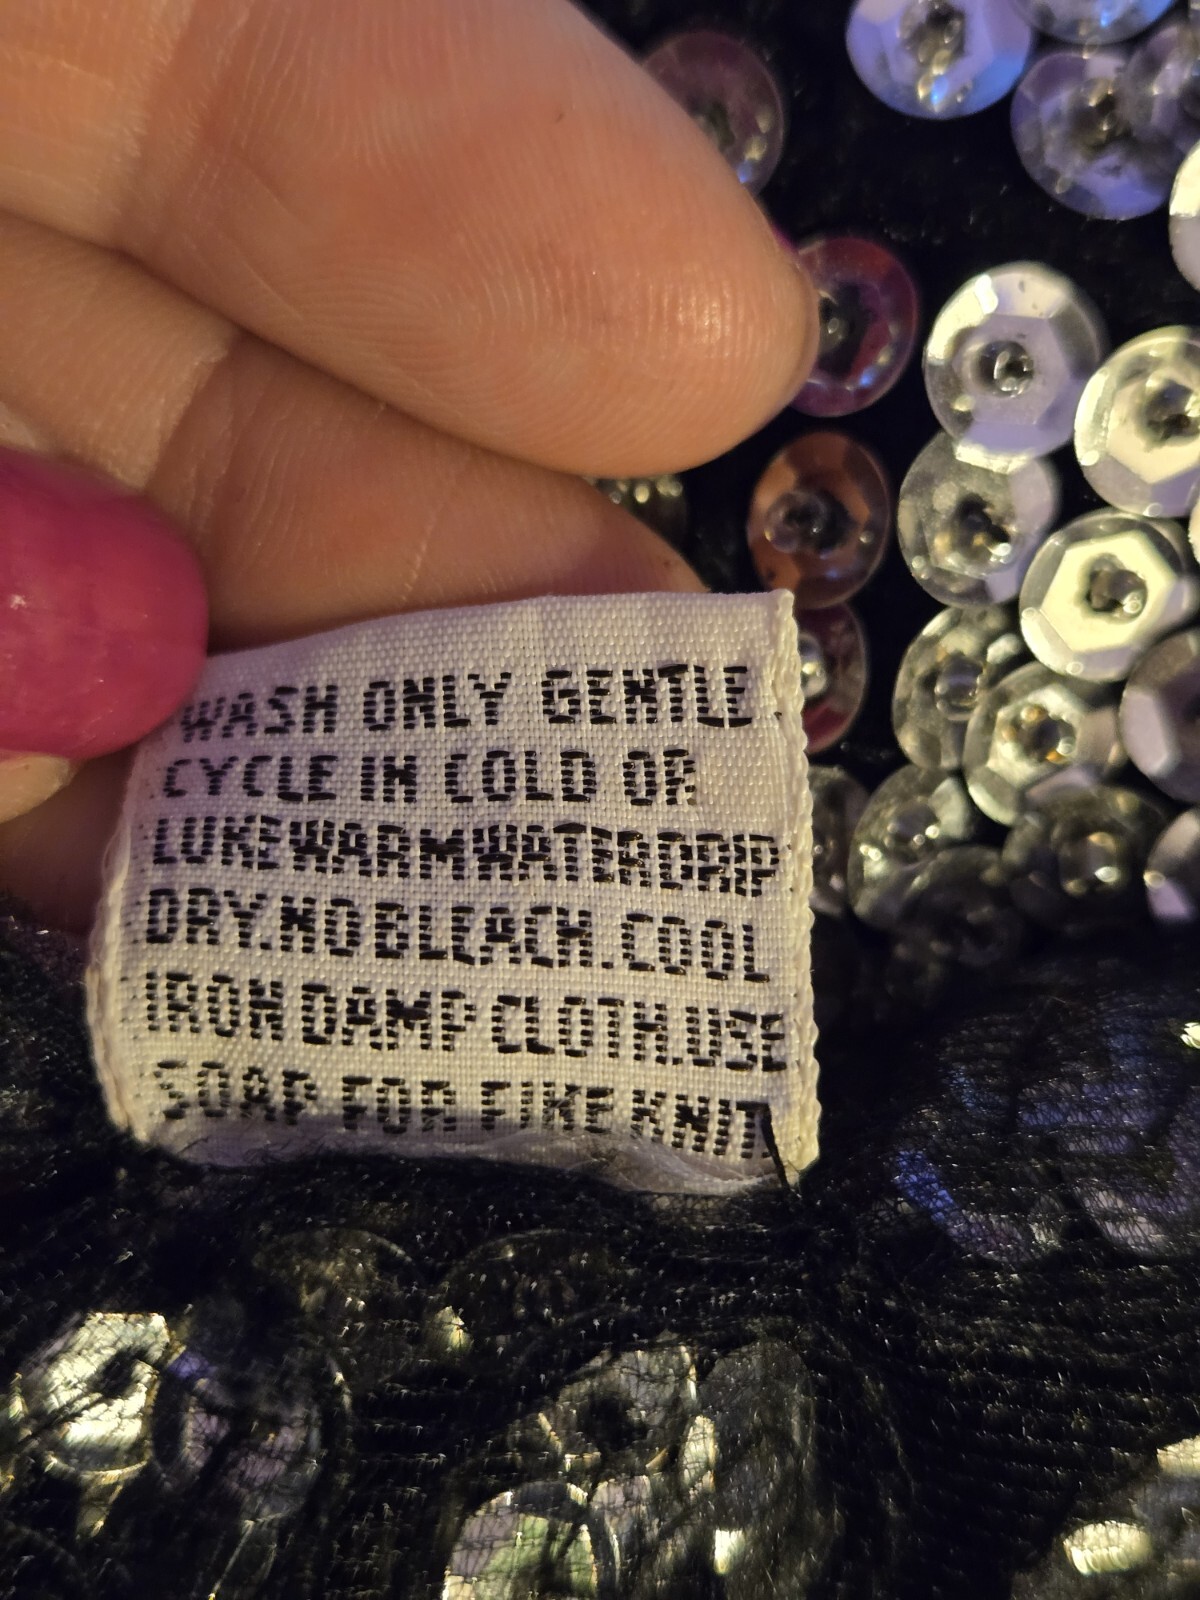 WASH ONLY GENTLE
CYCLE IN COLD OR
LUKEWARM WATER DRIP
DRY. NO BLEACH. COOL
IRON DAMP CLOTH. USE
SOAP FOR FINE KNIT